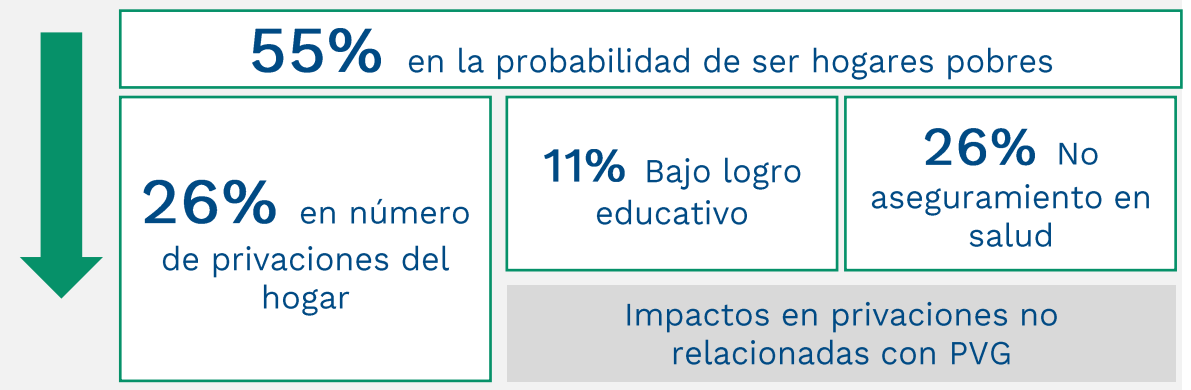 55% en la probabilidad de ser hogares pobres
26% en número
de privaciones del
hogar
11% Bajo logro
educativo
26% No
aseguramiento en
salud
Impactos en privaciones no
relacionadas con PVG